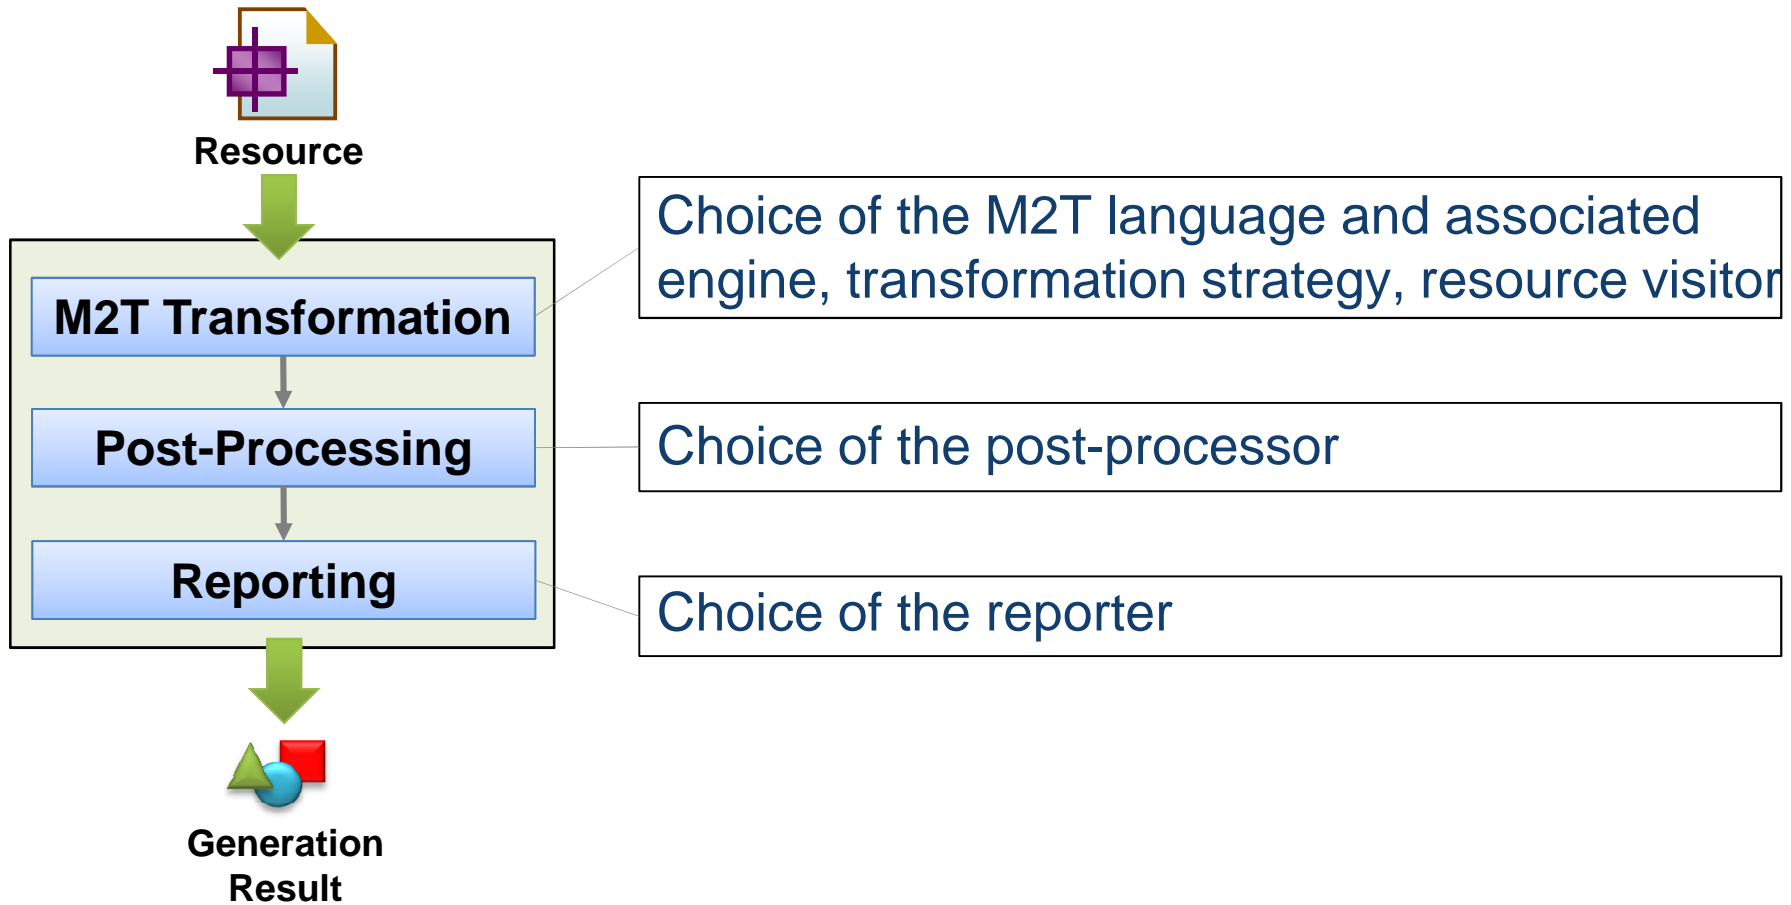 Resource
M2T Transformation
Choice of the M2T language and associated
engine, transformation strategy, resource visitor
Post-Processing
Choice of the post-processor
Reporting
Choice of the reporter
Generation
Result